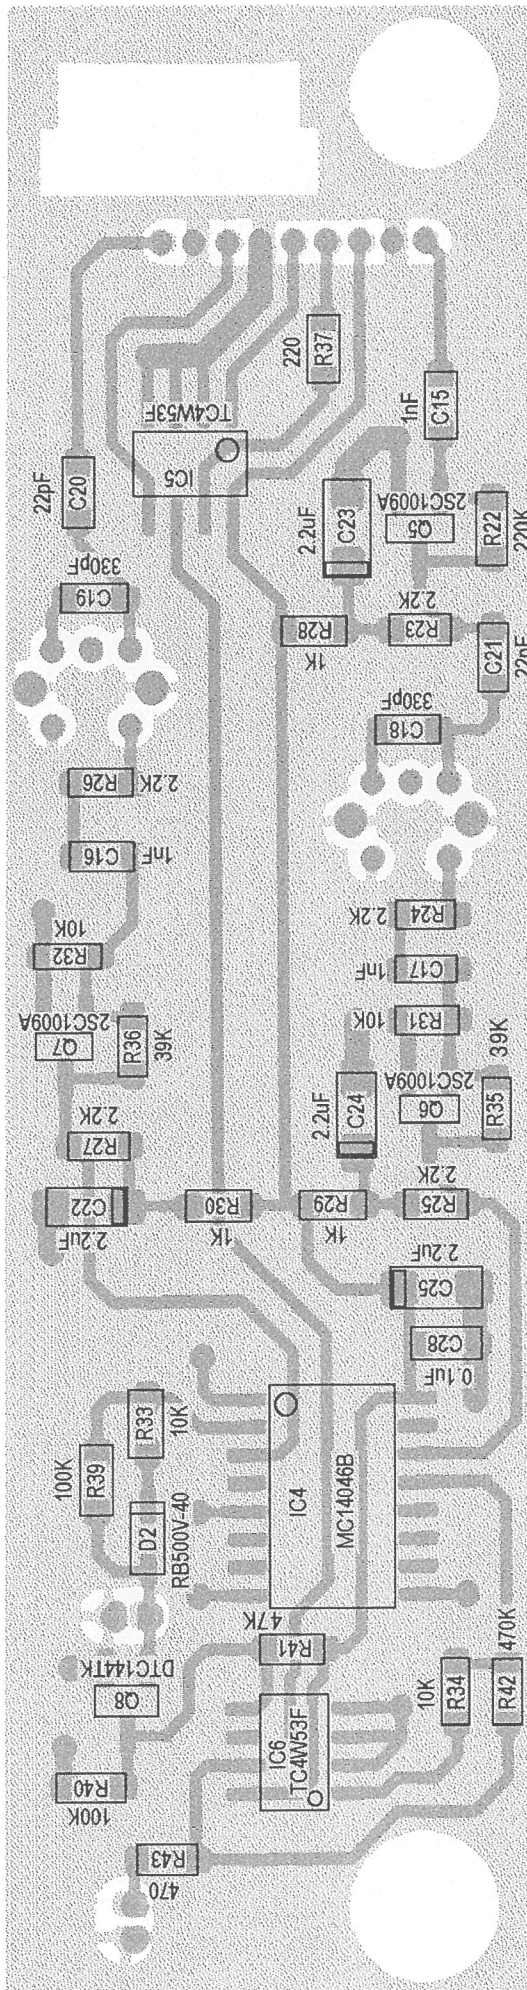 220
R37
TC4W53F
IC5
1nF
C15
22pF
C20
2.2uF
C23
2SC1009A
Q5
R22
220K
330pF
C19
R28
1K
2.2K
R23
C21
22pF
330pF
C18
R26
2.2K
C16
1nF
2.2K
R24
10K
R32
1nF
C17
2SC1009A
Q7
R36
39K
10K
R31
2SC1009A
Q6
R35
39K
2.2uF
C24
2.2K
R27
C22
2.2uF
R30
1K
R29
1K
2.2K
R25
2.2uF
C25
C28
0.1uF
R33
10K
100K
R39
D2
RB500V-40
IC4
MC14046B
47K
R41
DTC144TK
Q8
IC6
TC4W53F
10K
R34
470K
R42
R40
100K
R43
470